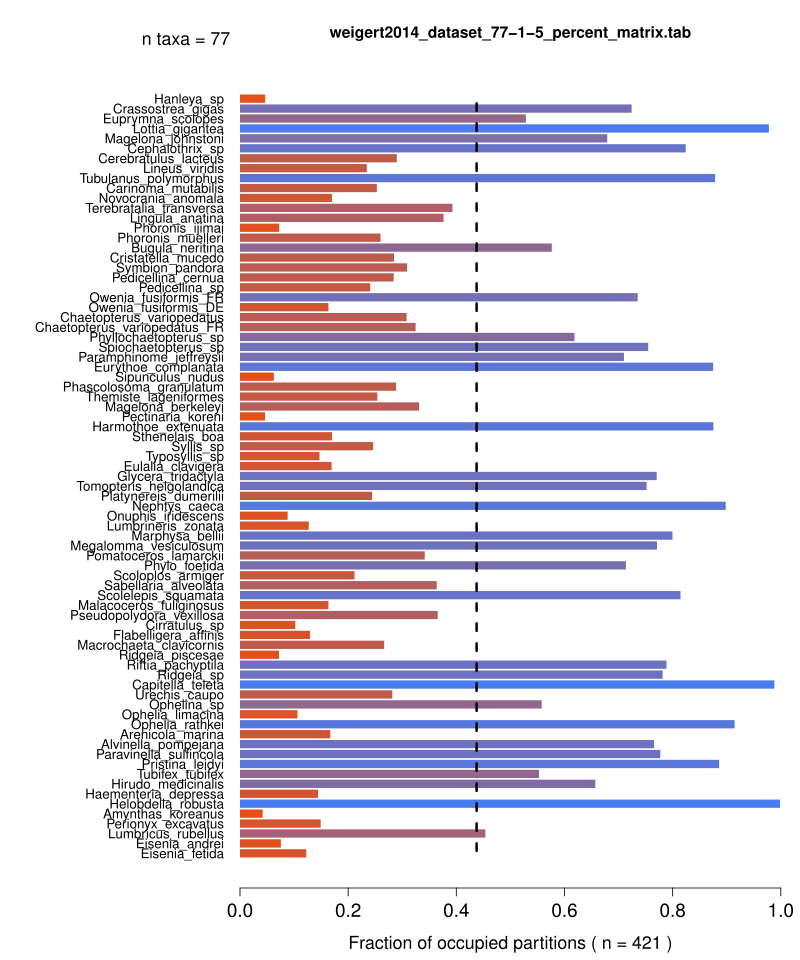 n taxa = 77
weigert2014_dataset_77−1−5_percent_matrix.tab
Hanleya_sp
Crassostrea_gigas
Euprymna_scolopes
Lottia_gigantea
Magelona_johnstoni
Cephalothrix_sp
Cerebratulus_lacteus
Lineus_viridis
Tubulanus_polymorphus
Carinoma_mutabilis
Novocrania_anomala
Terebratalia_transversa
Lingula_anatina
Phoronis_ijimai
Phoronis_muelleri
Bugula_neritina
Cristatella_mucedo
Symbion_pandora
Pedicellina_cernua
Pedicellina_sp
Owenia_fusiformis_FR
Owenia_fusiformis_DE
Chaetopterus_variopedatus
Chaetopterus_variopedatus_FR
Phyllochaetopterus_sp
Spiochaetopterus_sp
Paramphinome_jeffreysii
Eurythoe_complanata
Sipunculus_nudus
Phascolosoma_granulatum
Themiste_lageniformes
Magelona_berkeleyi
Pectinaria_koreni
Harmothoe_extenuata
Sthenelais_boa
Syllis_sp
Typosyllis_sp
Eulalia_clavigera
Glycera_tridactyla
Tomopteris_helgolandica
Platynereis_dumerilii
Nephtys_caeca
Onuphis_iridescens
Lumbrineris_zonata
Marphysa_bellii
Megalomma_vesiculosum
Pomatoceros_lamarckii
Phylo_foetida
Scoloplos_armiger
Sabellaria_alveolata
Scolelepis_squamata
Malacoceros_fuliginosus
Pseudopolydora_vexillosa
Cirratulus_sp
Flabelligera_affinis
Macrochaeta_clavicornis
Ridgeia_piscesae
Riftia_pachyptila
Ridgeia_sp
Capitella_teleta
Urechis_caupo
Ophelina_sp
Ophelia_limacina
Ophelia_rathkei
Arenicola_marina
Alvinella_pompejana
Paravinella_sulfincola
Pristina_leidyi
Tubifex_tubifex
Hirudo_medicinalis
Haementeria_depressa
Helobdella_robusta
Amynthas_koreanus
Perionyx_excavatus
Lumbricus_rubellus
Eisenia_andrei
Eisenia_fetida
0.0 0.2 0.4 0.6 0.8 1.0
Fraction of occupied partitions ( n = 421 )